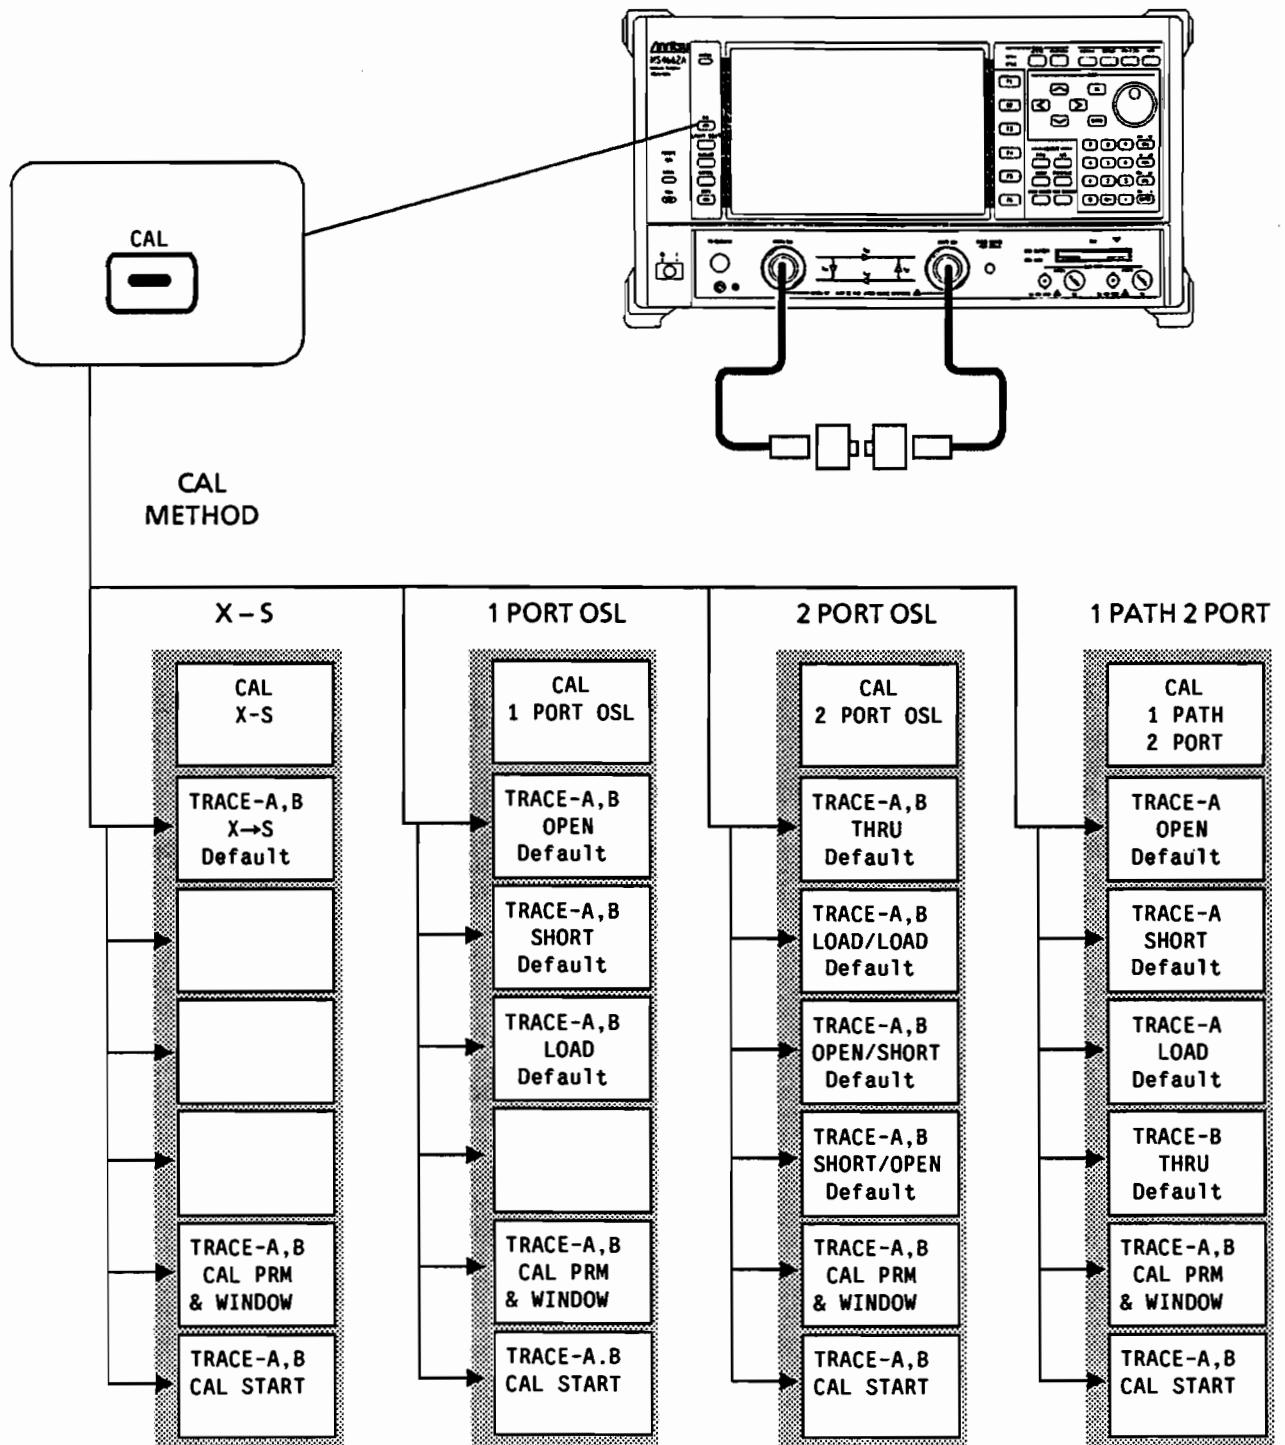 Anritsu
MS4662A
CAL
CAL
METHOD
X – S
1 PORT OSL
2 PORT OSL
1 PATH 2 PORT
CAL
X-S
TRACE-A,B
X→S
Default
TRACE-A,B
CAL PRM
& WINDOW
TRACE-A,B
CAL START
CAL
1 PORT OSL
TRACE-A,B
OPEN
Default
TRACE-A,B
SHORT
Default
TRACE-A,B
LOAD
Default
TRACE-A,B
CAL PRM
& WINDOW
TRACE-A.B
CAL START
CAL
2 PORT OSL
TRACE-A,B
THRU
Default
TRACE-A,B
LOAD/LOAD
Default
TRACE-A,B
OPEN/SHORT
Default
TRACE-A,B
SHORT/OPEN
Default
TRACE-A,B
CAL PRM
& WINDOW
TRACE-A,B
CAL START
CAL
1 PATH
2 PORT
TRACE-A
OPEN
Default
TRACE-A
SHORT
Default
TRACE-A
LOAD
Default
TRACE-B
THRU
Default
TRACE-A,B
CAL PRM
& WINDOW
TRACE-A,B
CAL START